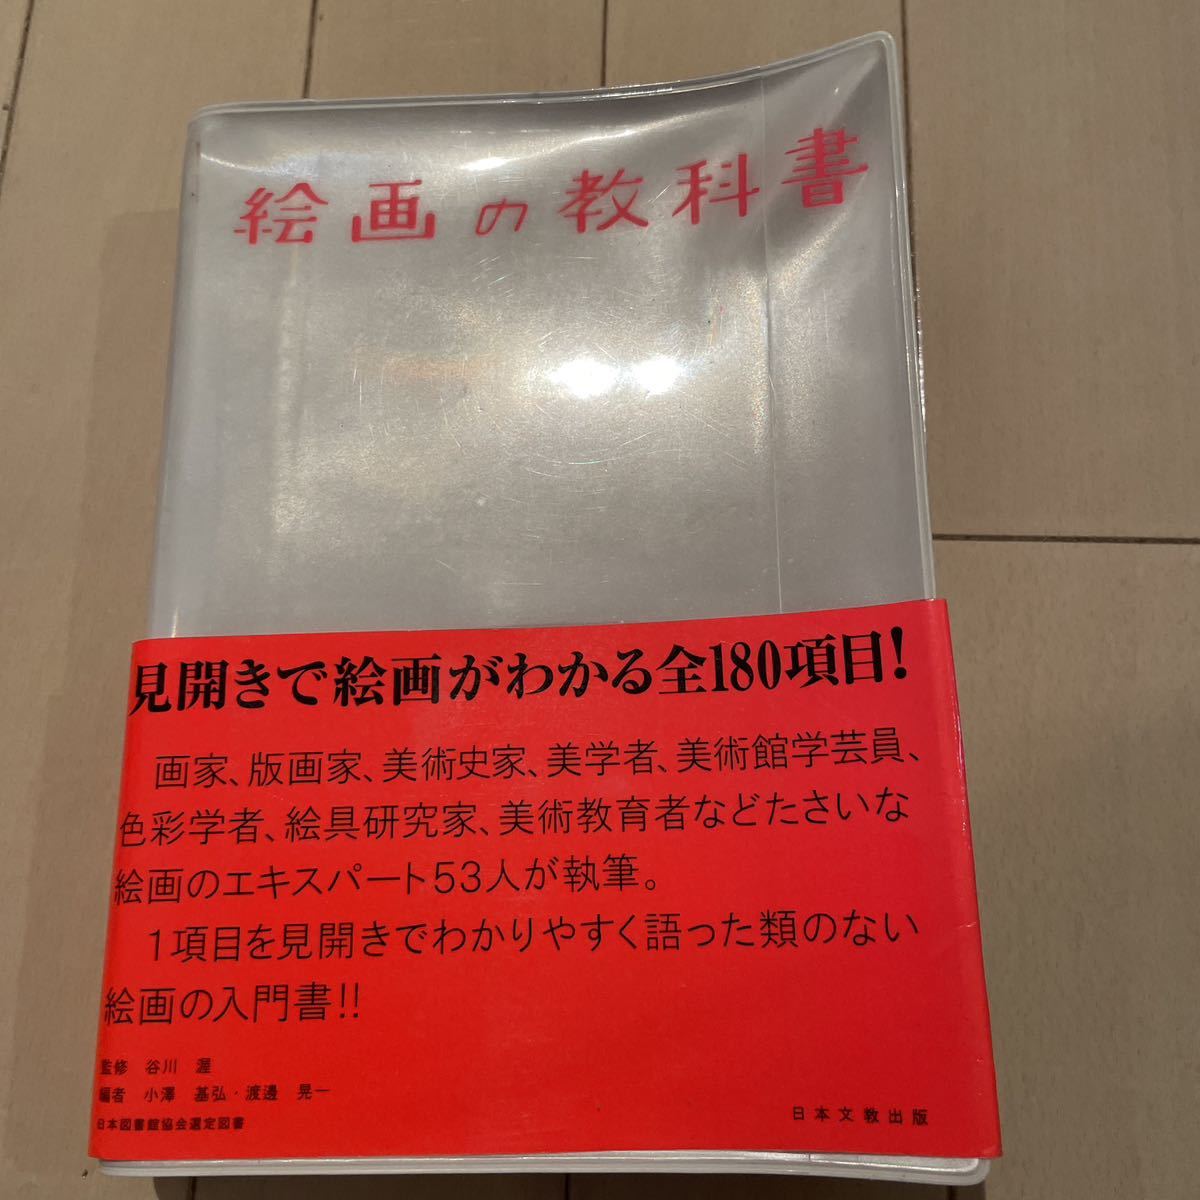 絵画の教科書
見開きで絵画がわかる全180項目!
画家、版画家、美術史家、美学者、美術館学芸員、
色彩学者、絵具研究家、美術教育者などたさいな
絵画のエキスパート53人が執筆。
1項目を見開きでわかりやすく語った類のない
絵画の入門書!!
監修 谷川 渥
編者 小澤 基弘・渡邊 晃一
日本図書館協会選定図書
日本文教出版